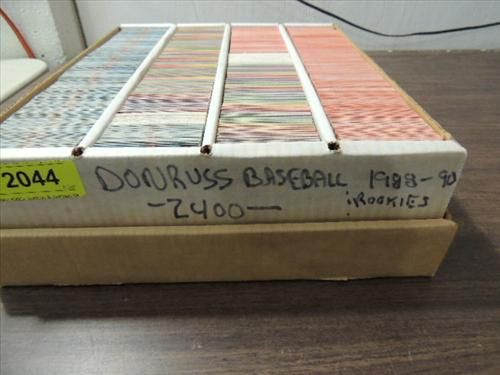 2044
DONRUSS BASEBALL 1988-90
-2400- ROOKIES